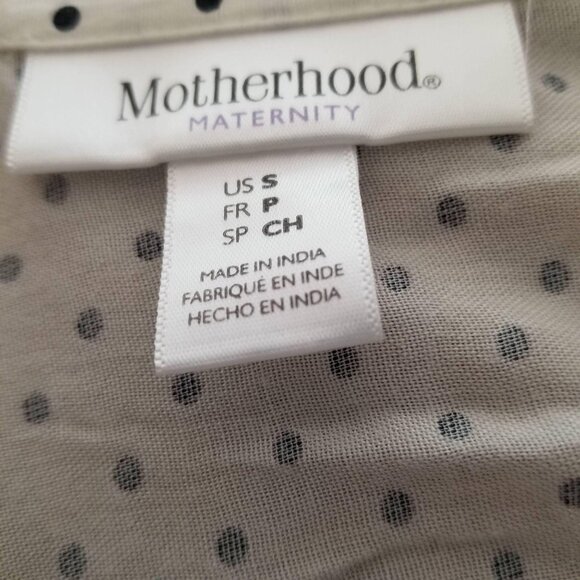 Motherhood®
MATERNITY
US S
FR P
SP CH
MADE IN INDIA
FABRIQUÉ EN INDE
HECHO EN INDIA